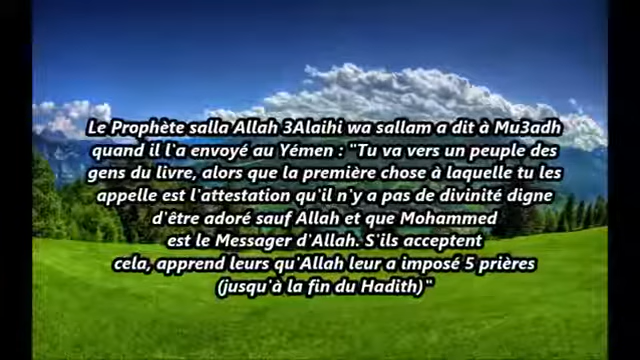 Le Prophète salla Allah 3Alaihi wa sallam a dit à Mu3adh
quand il l'a envoyé au Yémen : "Tu va vers un peuple des
gens du livre, alors que la première chose à laquelle tu les
appelle est l'attestation qu'il n'y a pas de divinité digne
d'être adoré sauf Allah et que Mohammed
est le Messager d'Allah. S'ils acceptent
cela, apprend leurs qu'Allah leur a imposé 5 prières
(jusqu'à la fin du Hadith)"